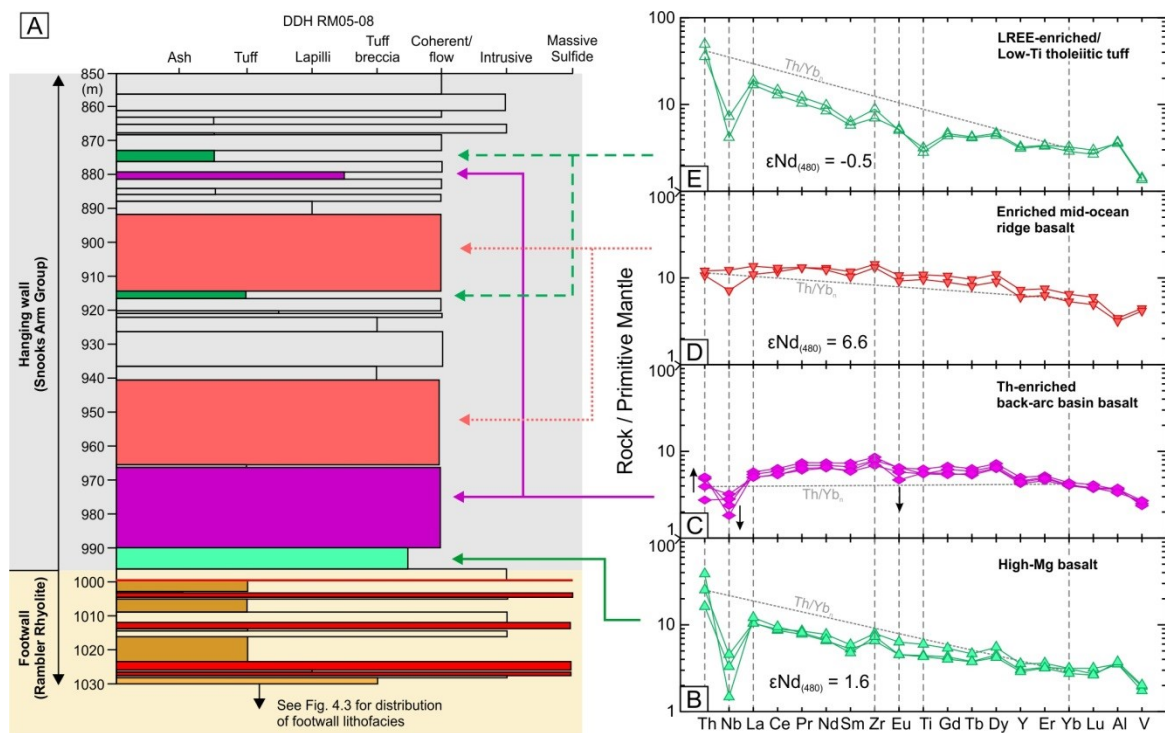 A
DDH RM05-08
Ash
Tuff
Lapilli
Tuff
breccia
Coherent/
flow
Intrusive
Massive
Sulfide
850
(m)
860
870
880
890
900
910
920
930
940
950
960
970
980
990
1000
1010
1020
1030
Hanging wall
(Snooks Arm Group)
Footwall
(Rambler Rhyolite)
See Fig. 4.3 for distribution
of footwall lithofacies
Rock / Primitive Mantle
100
10
1
LREE-enriched/
Low-Ti tholeiitic tuff
Th/Ybn
εNd(480) = -0.5
E
100
10
1
Enriched mid-ocean
ridge basalt
Th/Ybn
εNd(480) = 6.6
D
100
10
1
Th-enriched
back-arc basin basalt
Th/Ybn
C
100
10
1
High-Mg basalt
Th/Ybn
εNd(480) = 1.6
B
Th Nb La Ce Pr Nd Sm Zr Eu Ti Gd Tb Dy Y Er Yb Lu Al V